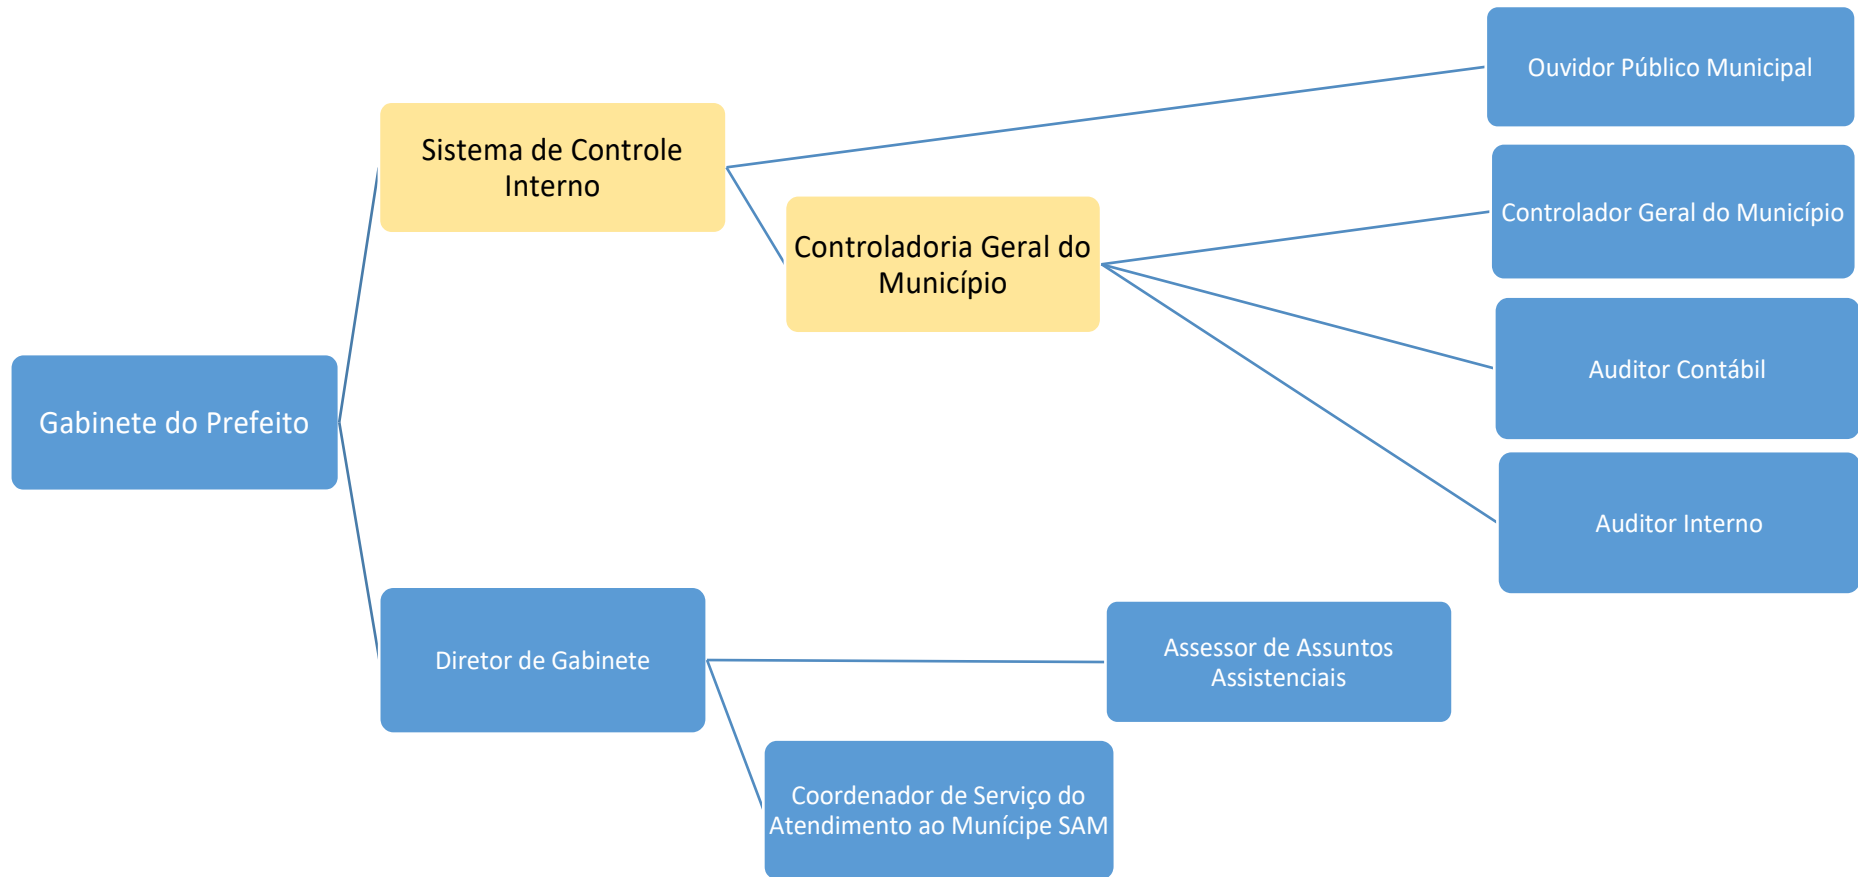 Ouvidor Público Municipal
Sistema de Controle
Interno
Controlador Geral do Município
Controladoria Geral do
Município
Auditor Contábil
Gabinete do Prefeito
Auditor Interno
Diretor de Gabinete
Assessor de Assuntos
Assistenciais
Coordenador de Serviço do
Atendimento ao Munícipe SAM